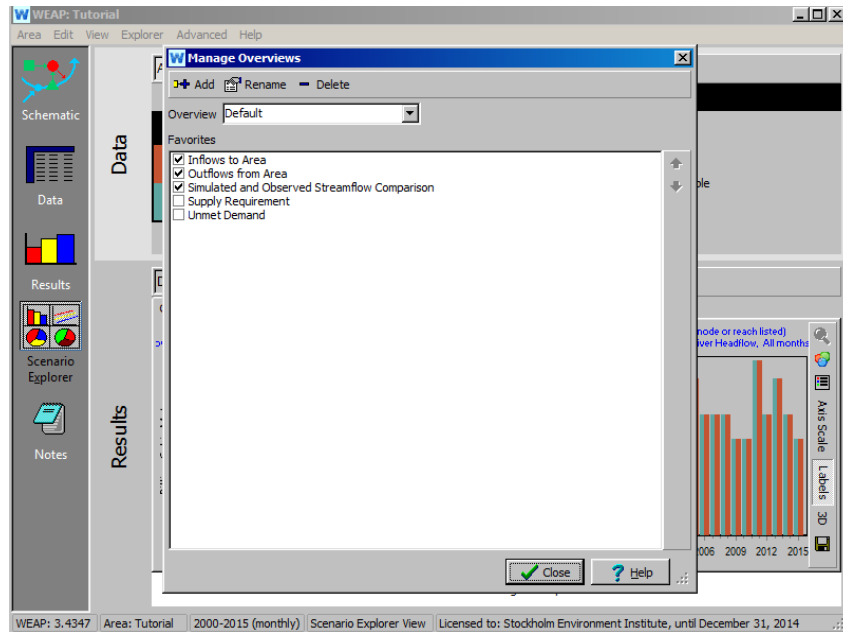 WEAP: Tutorial
Area Edit View Explorer Advanced Help
Manage Overviews
Add Rename Delete
Overview Default
Favorites
Inflows to Area
Outflows from Area
Simulated and Observed Streamflow Comparison
Supply Requirement
Unmet Demand
Close Help
Schematic
Data
Results
Scenario
Explorer
Notes
Data
Results
node or reach listed)
iver Headflow, All months
Axis Scale
Labels
3D
006 2009 2012 2015
WEAP: 3.4347 Area: Tutorial 2000-2015 (monthly) Scenario Explorer View Licensed to: Stockholm Environment Institute, until December 31, 2014